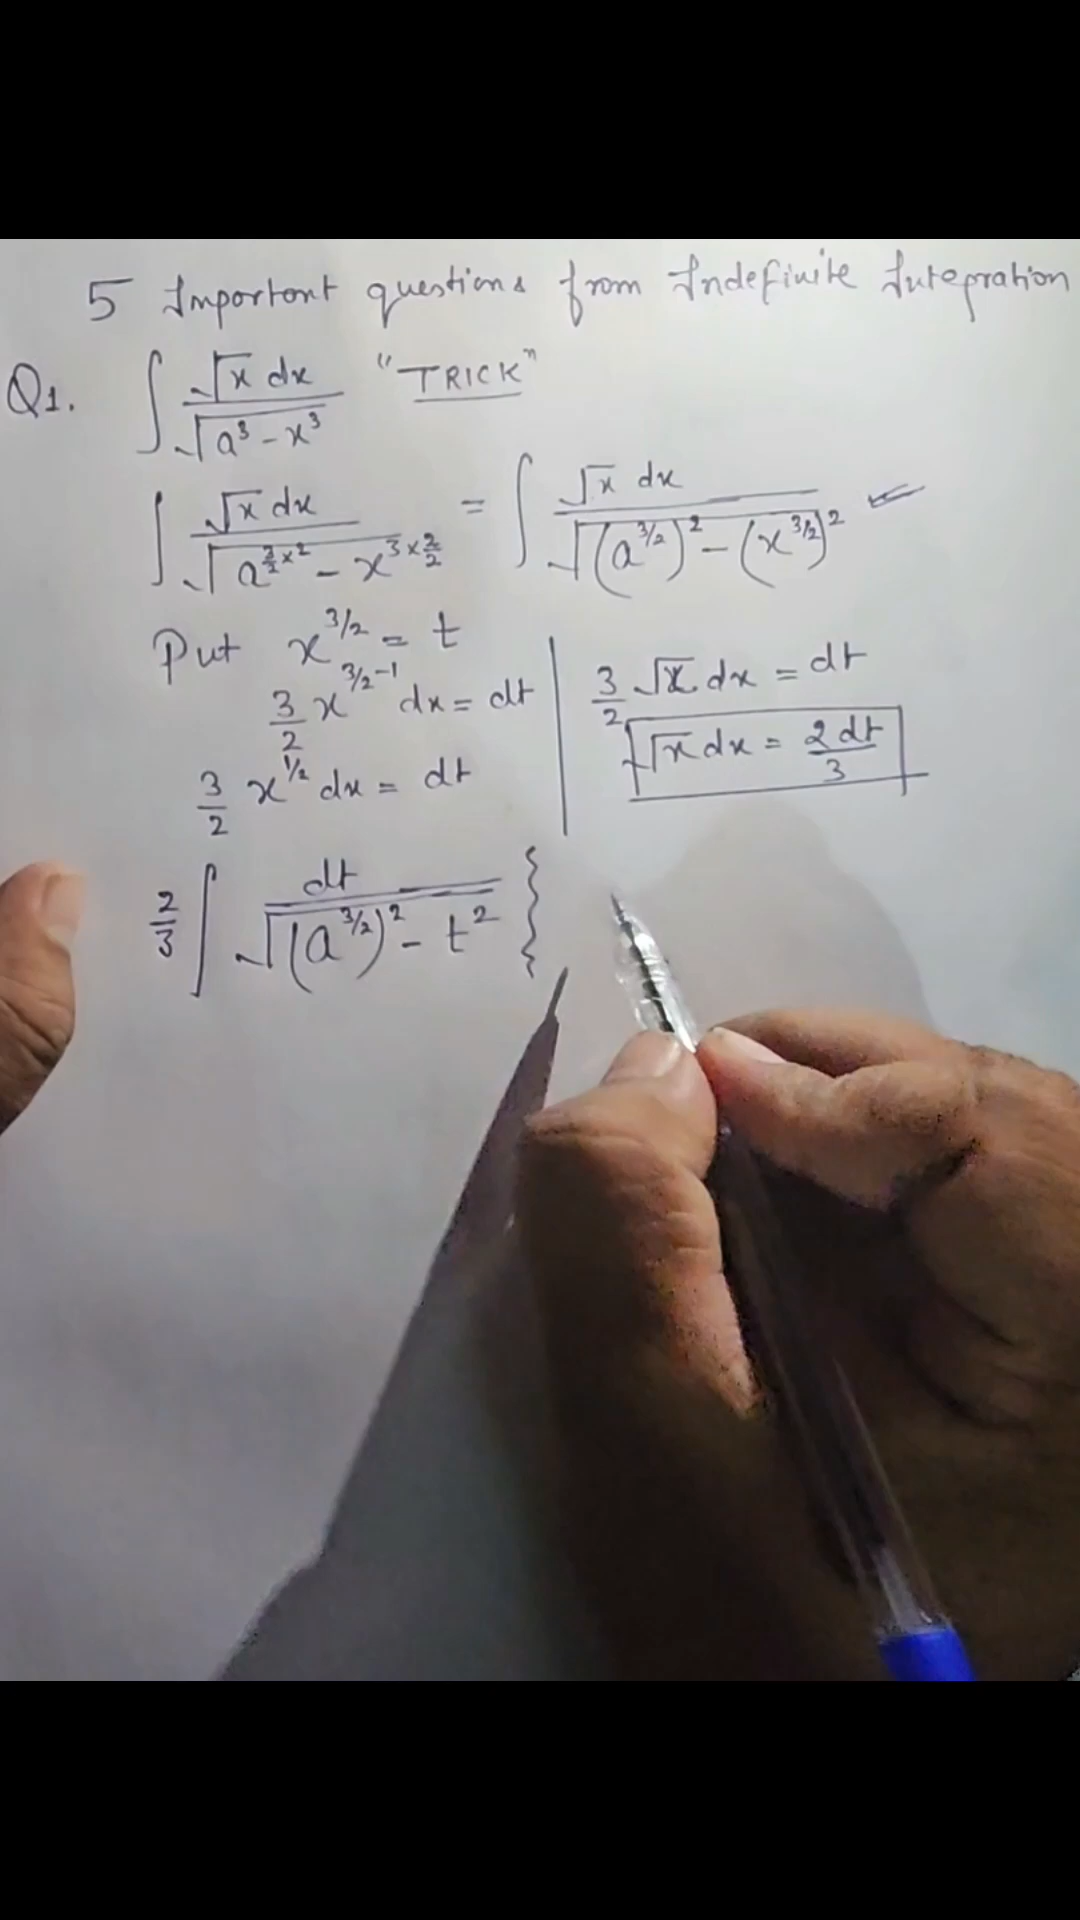 5 Important questions from Indefinite Integration
Q1. ∫ √x dx / √(a³ - x³) "TRICK"
∫ √x dx / √(a^(3/2 × 2) - x^(3 × 2/2)) = ∫ √x dx / √((a^(3/2))² - (x^(3/2))²)
Put x^(3/2) = t
3/2 x^(3/2 - 1) dx = dt
3/2 x^(1/2) dx = dt
3/2 √x dx = dt
√x dx = 2dt/3
2/3 ∫ dt / √((a^(3/2))² - t²) }